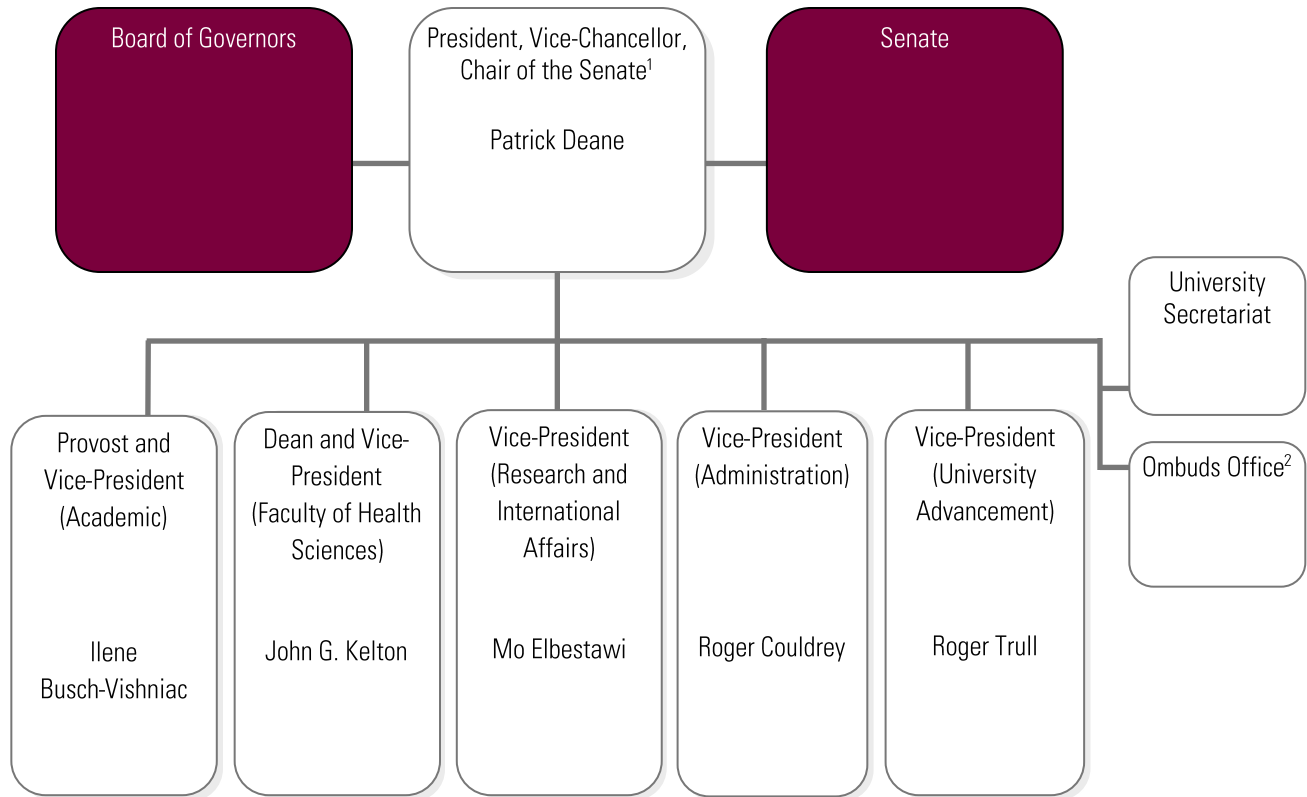 Board of Governors
President, Vice-Chancellor,
Chair of the Senate¹
Patrick Deane
Senate
University
Secretariat
Ombuds Office²
Provost and
Vice-President
(Academic)
Ilene
Busch-Vishniac
Dean and Vice-
President
(Faculty of Health
Sciences)
John G. Kelton
Vice-President
(Research and
International
Affairs)
Mo Elbestawi
Vice-President
(Administration)
Roger Couldrey
Vice-President
(University
Advancement)
Roger Trull